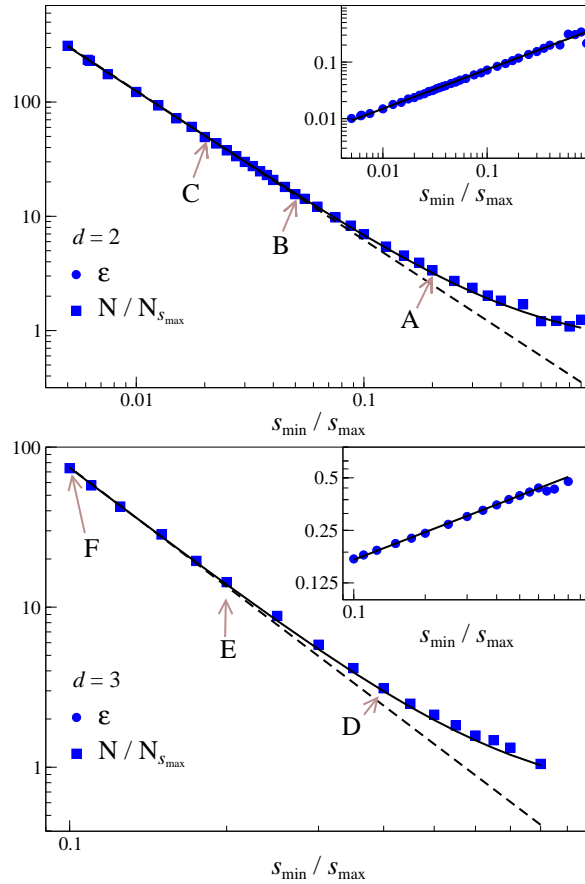 100
10
1
0.01
0.1
s_min / s_max
C
B
A
d = 2
ε
N / N_s_max
0.1
0.01
0.01
0.1
s_min / s_max
100
10
1
0.1
s_min / s_max
F
E
D
d = 3
ε
N / N_s_max
0.5
0.25
0.125
0.1
s_min / s_max